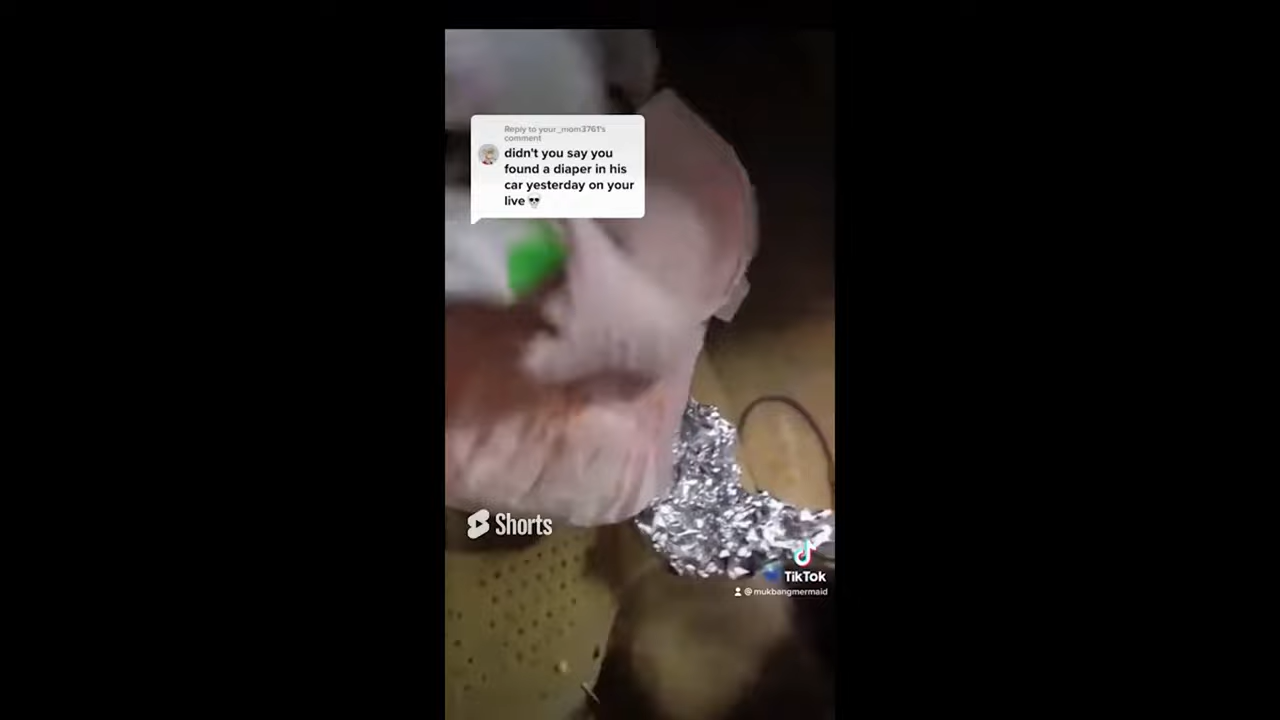 Reply to your_mom3761's
comment
didn't you say you
found a diaper in his
car yesterday on your
live💀
Shorts
TikTok
@mukbangmermaid